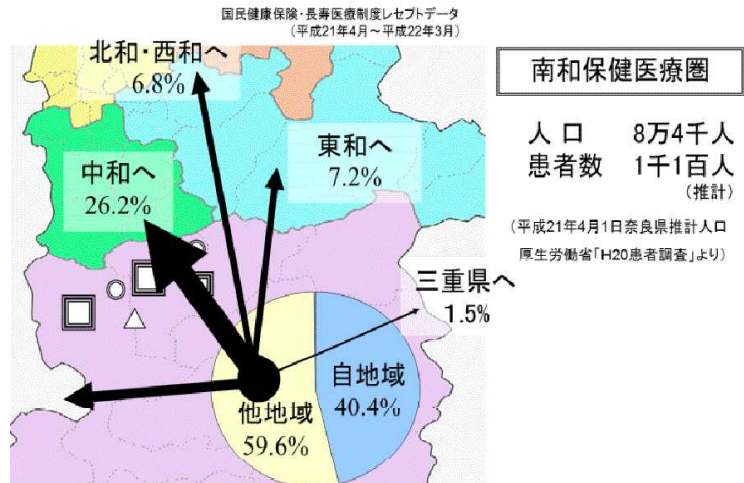 国民健康保険・長寿医療制度レセプトデータ
（平成21年4月～平成22年3月）
北和・西和へ
6.8%
南和保健医療圏
人口 8万4千人
患者数 1千1百人
(推計)
東和へ
7.2%
中和へ
26.2%
（平成21年4月1日奈良県推計人口
厚生労働省「H20患者調査」より）
三重県へ
1.5%
自地域
40.4%
他地域
59.6%